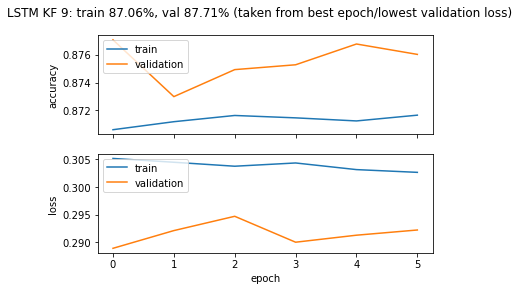 LSTM KF 9: train 87.06%, val 87.71% (taken from best epoch/lowest validation loss)
accuracy
0.876
0.874
0.872
train
validation
loss
0.305
0.300
0.295
0.290
train
validation
0 1 2 3 4 5
epoch